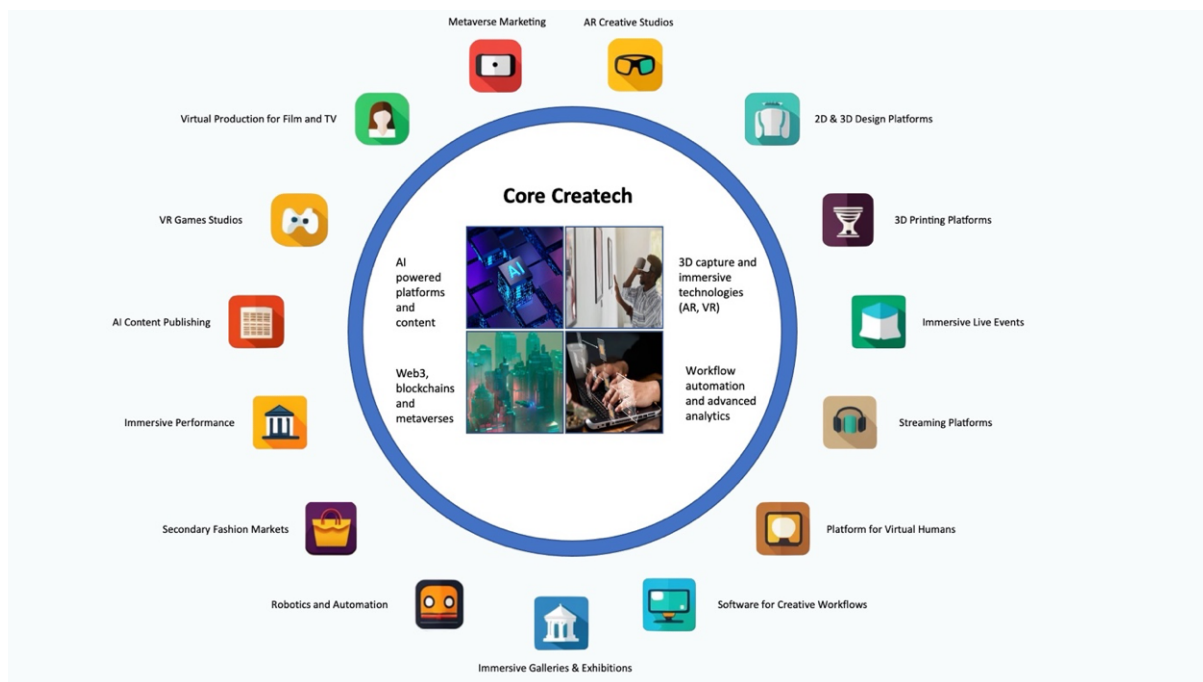 Metaverse Marketing
AR Creative Studios
Virtual Production for Film and TV
2D & 3D Design Platforms
Core Createch
VR Games Studios
3D Printing Platforms
AI
powered
platforms
and
content
AI
3D capture and
immersive
technologies
(AR, VR)
AI Content Publishing
Immersive Live Events
Web3,
blockchains
and
metaverses
Workflow
automation
and advanced
analytics
Immersive Performance
Streaming Platforms
Secondary Fashion Markets
Platform for Virtual Humans
Robotics and Automation
Software for Creative Workflows
Immersive Galleries & Exhibitions